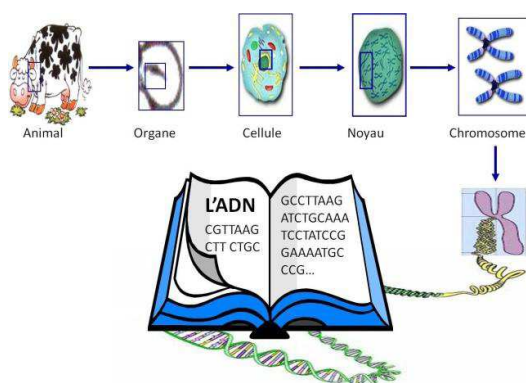 Animal
Organe
Cellule
Noyau
Chromosome
L'ADN
CGTTAAG
CTT CTGC
GCCTTAAG
ATCTGCAAA
TCCTATCCG
GAAAATGC
CCG...